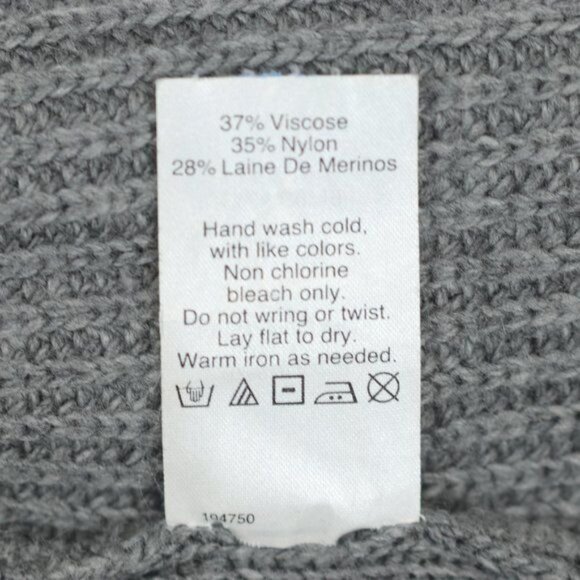 37% Viscose
35% Nylon
28% Laine De Merinos
Hand wash cold,
with like colors.
Non chlorine
bleach only.
Do not wring or twist.
Lay flat to dry.
Warm iron as needed.
194750